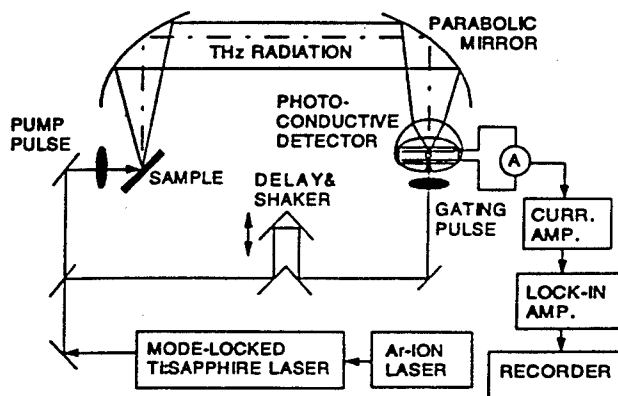 PARABOLIC
MIRROR
THz RADIATION
PHOTO-
CONDUCTIVE
DETECTOR
PUMP
PULSE
SAMPLE
DELAY&
SHAKER
A
GATING
PULSE
CURR.
AMP.
LOCK-IN
AMP.
MODE-LOCKED
TI:SAPPHIRE LASER
Ar-ION
LASER
RECORDER